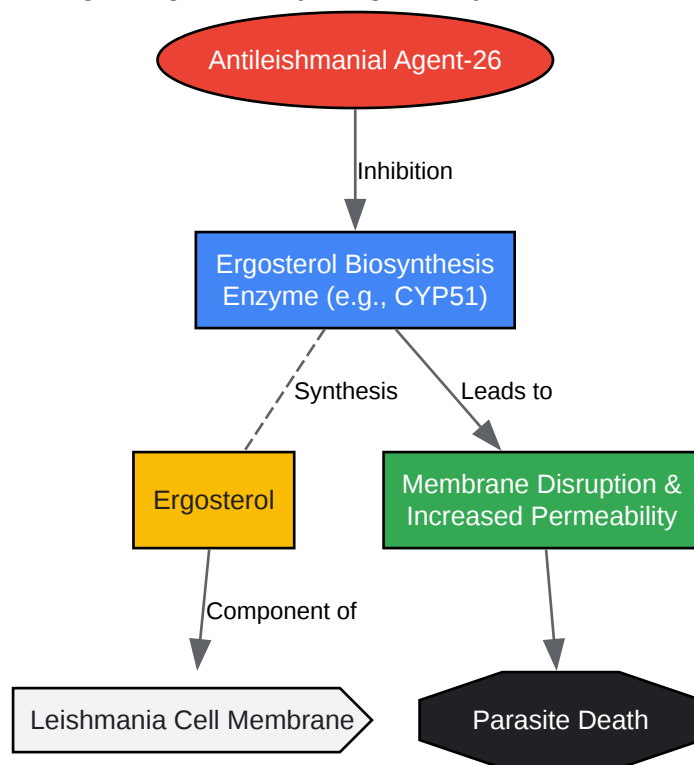 Antileishmanial Agent-26
Inhibition
Ergosterol Biosynthesis
Enzyme (e.g., CYP51)
Synthesis
Leads to
Ergosterol
Membrane Disruption &
Increased Permeability
Component of
Leishmania Cell Membrane
Parasite Death